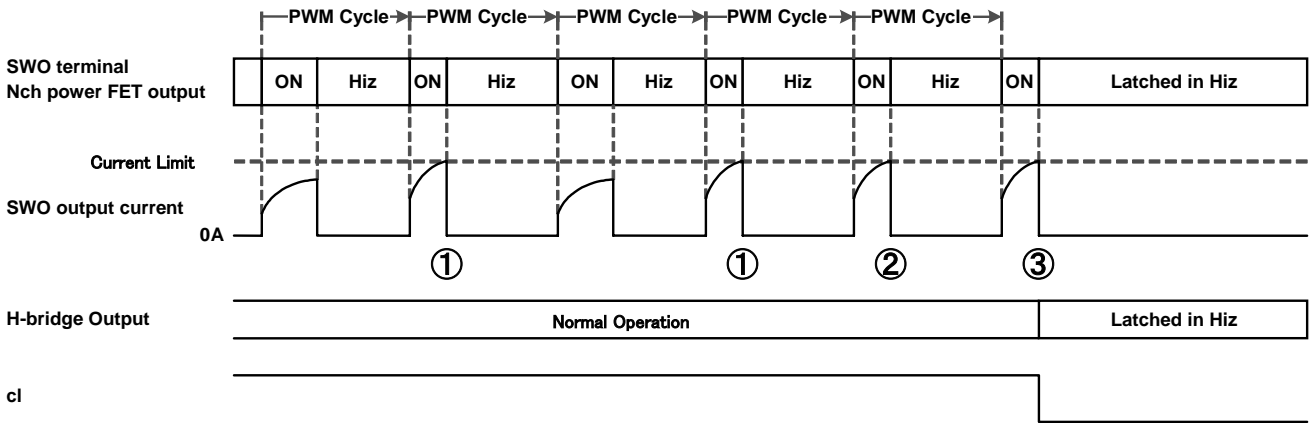 PWM Cycle PWM Cycle PWM Cycle PWM Cycle PWM Cycle
SWO terminal
Nch power FET output
ON Hiz ON Hiz ON Hiz ON Hiz ON Hiz ON Latched in Hiz
Current Limit
SWO output current
0A
① ① ② ③
H-bridge Output Normal Operation Latched in Hiz
cl